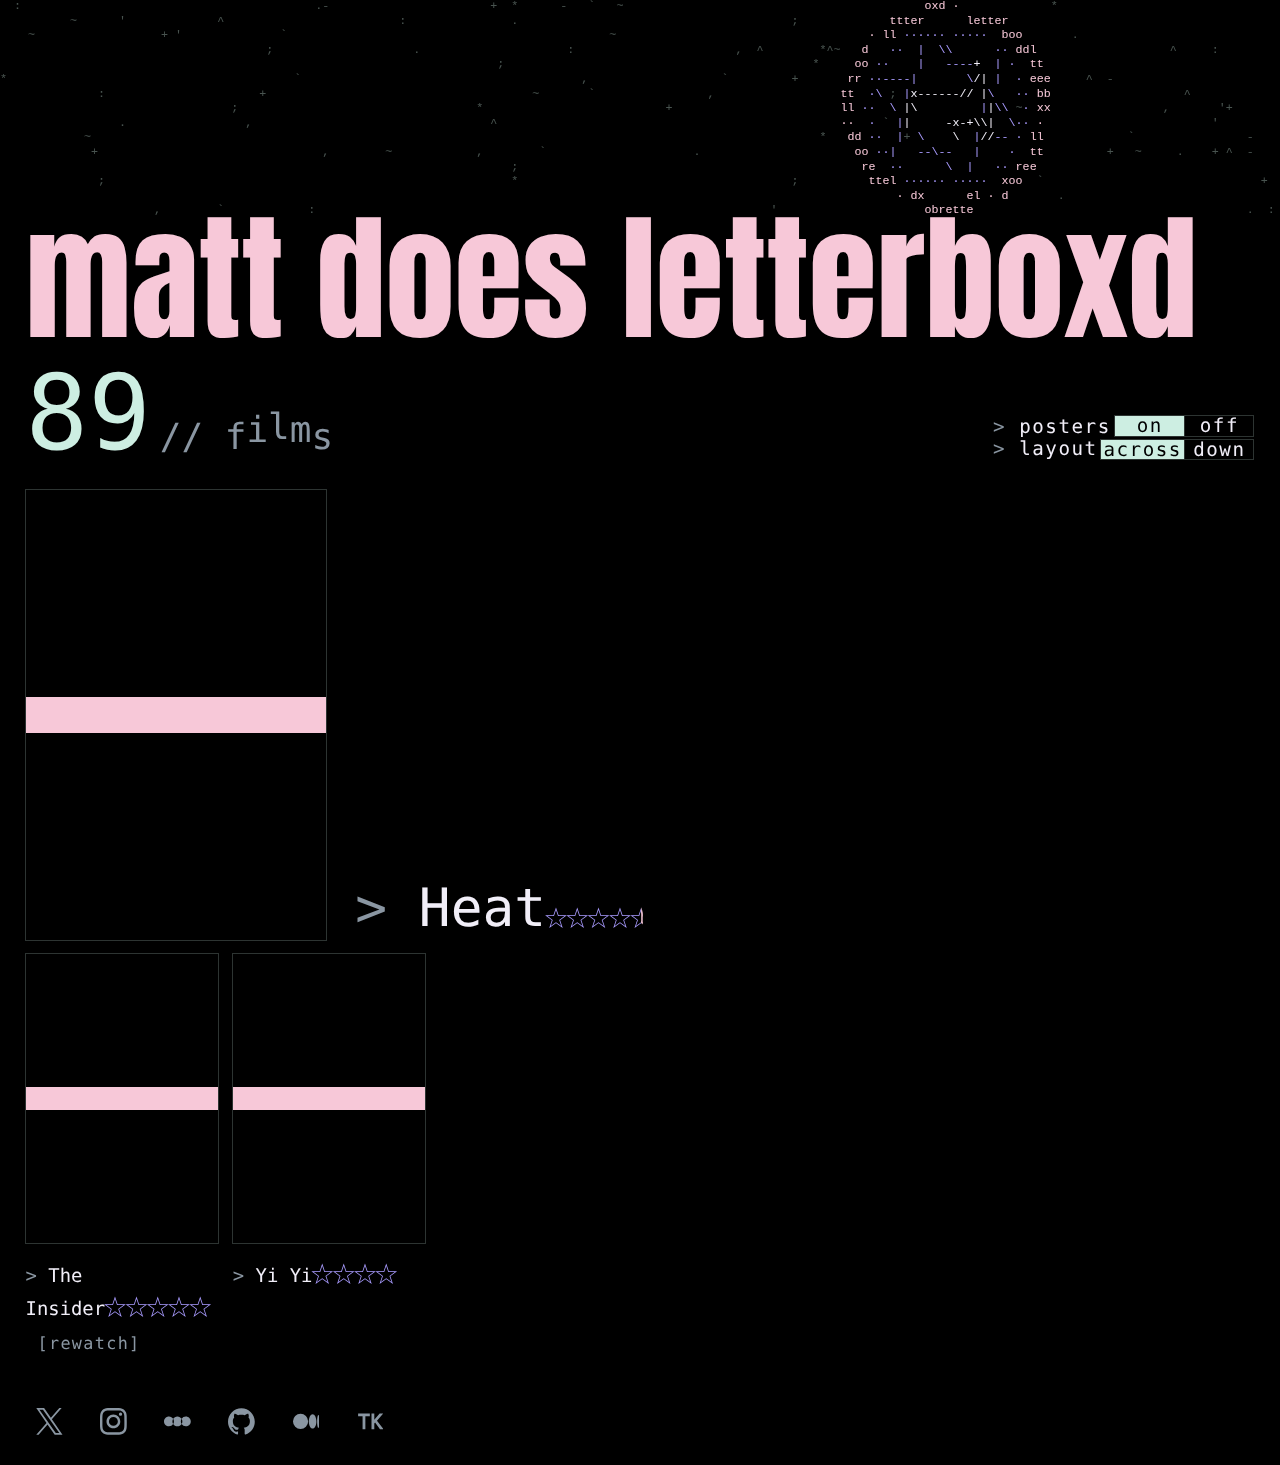 matt does letterboxd
89 // films
> posters on off
> layout across down
> Heat☆☆☆☆
> The Insider☆☆☆☆☆
[rewatch]
> Yi Yi☆☆☆☆
TK